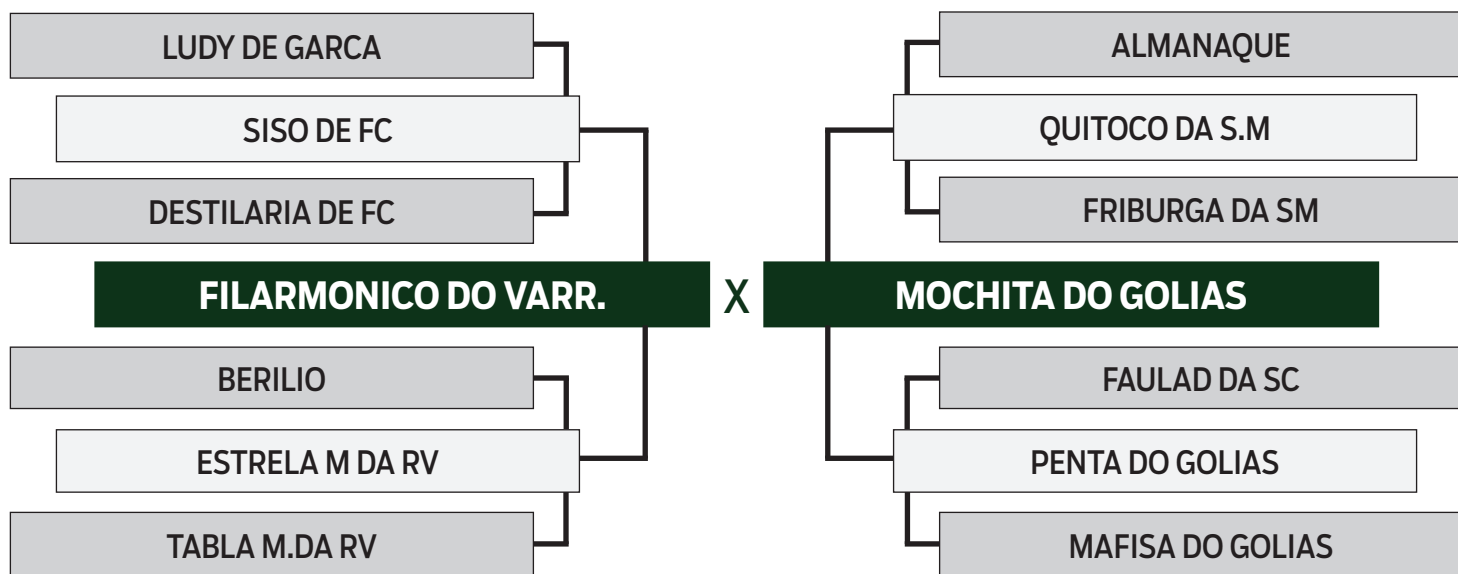 LUDY DE GARCA
SISO DE FC
DESTILARIA DE FC
FILARMONICO DO VARR.
BERILIO
ESTRELA M DA RV
TABLA M.DA RV
X
ALMANAQUE
QUITOCO DA S.M
FRIBURGA DA SM
MOCHITA DO GOLIAS
FAULAD DA SC
PENTA DO GOLIAS
MAFISA DO GOLIAS